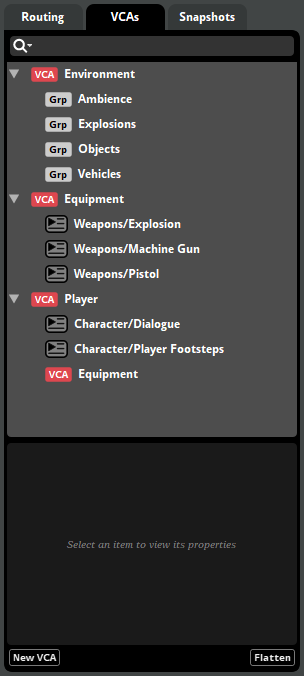 Routing VCAs Snapshots
VCA Environment
Grp Ambience
Grp Explosions
Grp Objects
Grp Vehicles
VCA Equipment
Weapons/Explosion
Weapons/Machine Gun
Weapons/Pistol
VCA Player
Character/Dialogue
Character/Player Footsteps
VCA Equipment
Select an item to view its properties
New VCA Flatten